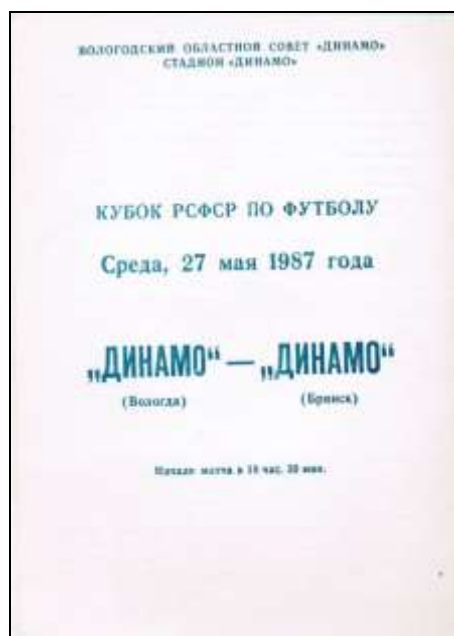 ВОЛОГОДСКИЙ ОБЛАСТНОЙ СОВЕТ «ДИНАМО»
СТАДИОН «ДИНАМО»
КУБОК РСФСР ПО ФУТБОЛУ
Среда, 27 мая 1987 года
„ДИНАМО“ — „ДИНАМО“
(Вологда) (Брянск)
Начало матча в час. 30 мин.